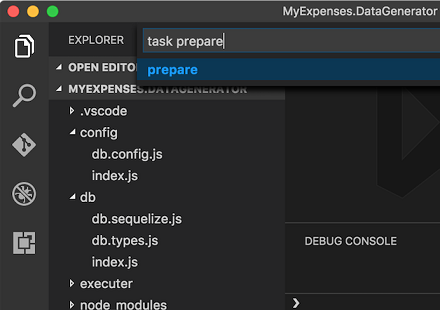 MyExpenses.DataGenerator
EXPLORER
task prepare
prepare
OPEN EDITO
MYEXPENSES.DATAGENERATOR
.vscode
config
db.config.js
index.js
db
db.sequelize.js
db.types.js
index.js
executer
node_modules
DEBUG CONSOLE
❯